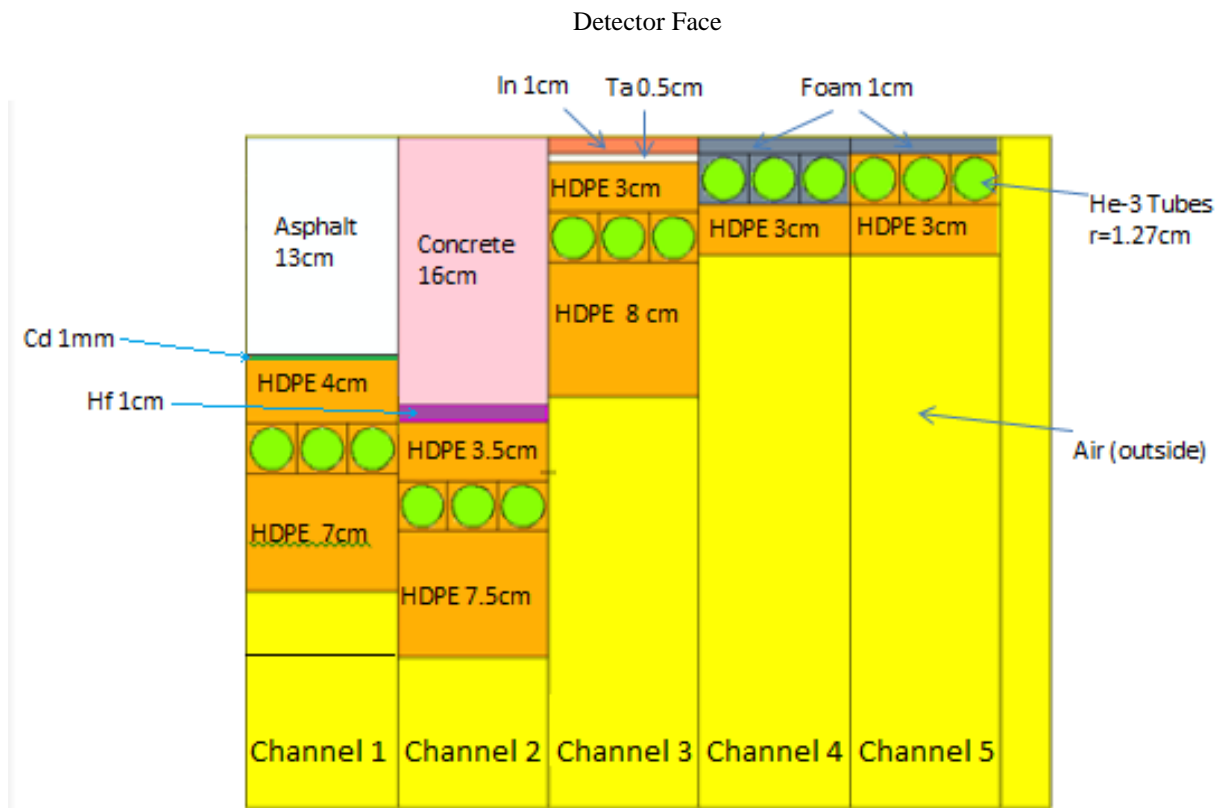 Detector Face
In 1cm
Ta 0.5cm
Foam 1cm
HDPE 3cm
He-3 Tubes
r=1.27cm
Asphalt
13cm
Concrete
16cm
HDPE 3cm
HDPE 3cm
HDPE 8 cm
Cd 1mm
HDPE 4cm
Hf 1cm
HDPE 3.5cm
Air (outside)
HDPE 7cm
HDPE 7.5cm
Channel 1
Channel 2
Channel 3
Channel 4
Channel 5